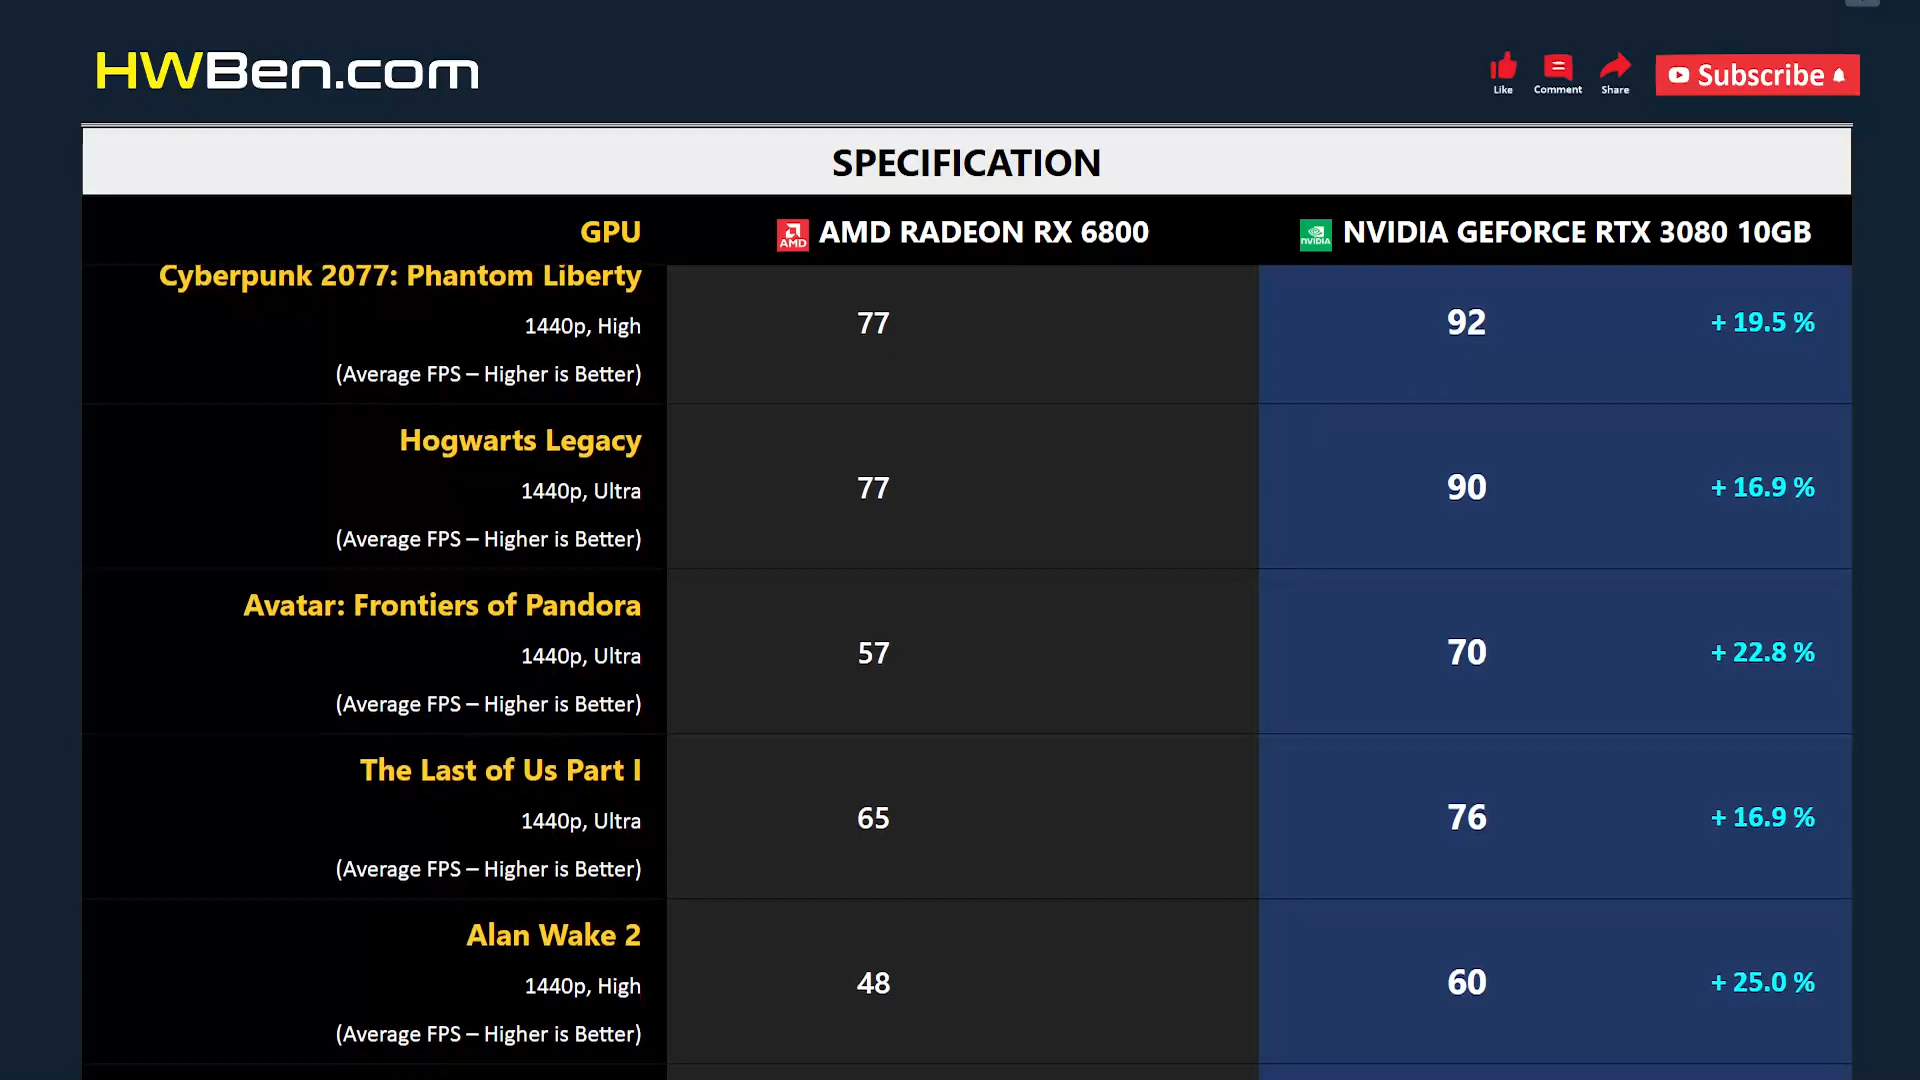 HWBen.com
Like
Comment
Share
Subscribe
SPECIFICATION
GPU AMD AMD RADEON RX 6800 NVIDIA NVIDIA GEFORCE RTX 3080 10GB
Cyberpunk 2077: Phantom Liberty
1440p, High 77 92 + 19.5 %
(Average FPS – Higher is Better)
Hogwarts Legacy
1440p, Ultra 77 90 + 16.9 %
(Average FPS – Higher is Better)
Avatar: Frontiers of Pandora
1440p, Ultra 57 70 + 22.8 %
(Average FPS – Higher is Better)
The Last of Us Part I
1440p, Ultra 65 76 + 16.9 %
(Average FPS – Higher is Better)
Alan Wake 2
1440p, High 48 60 + 25.0 %
(Average FPS – Higher is Better)